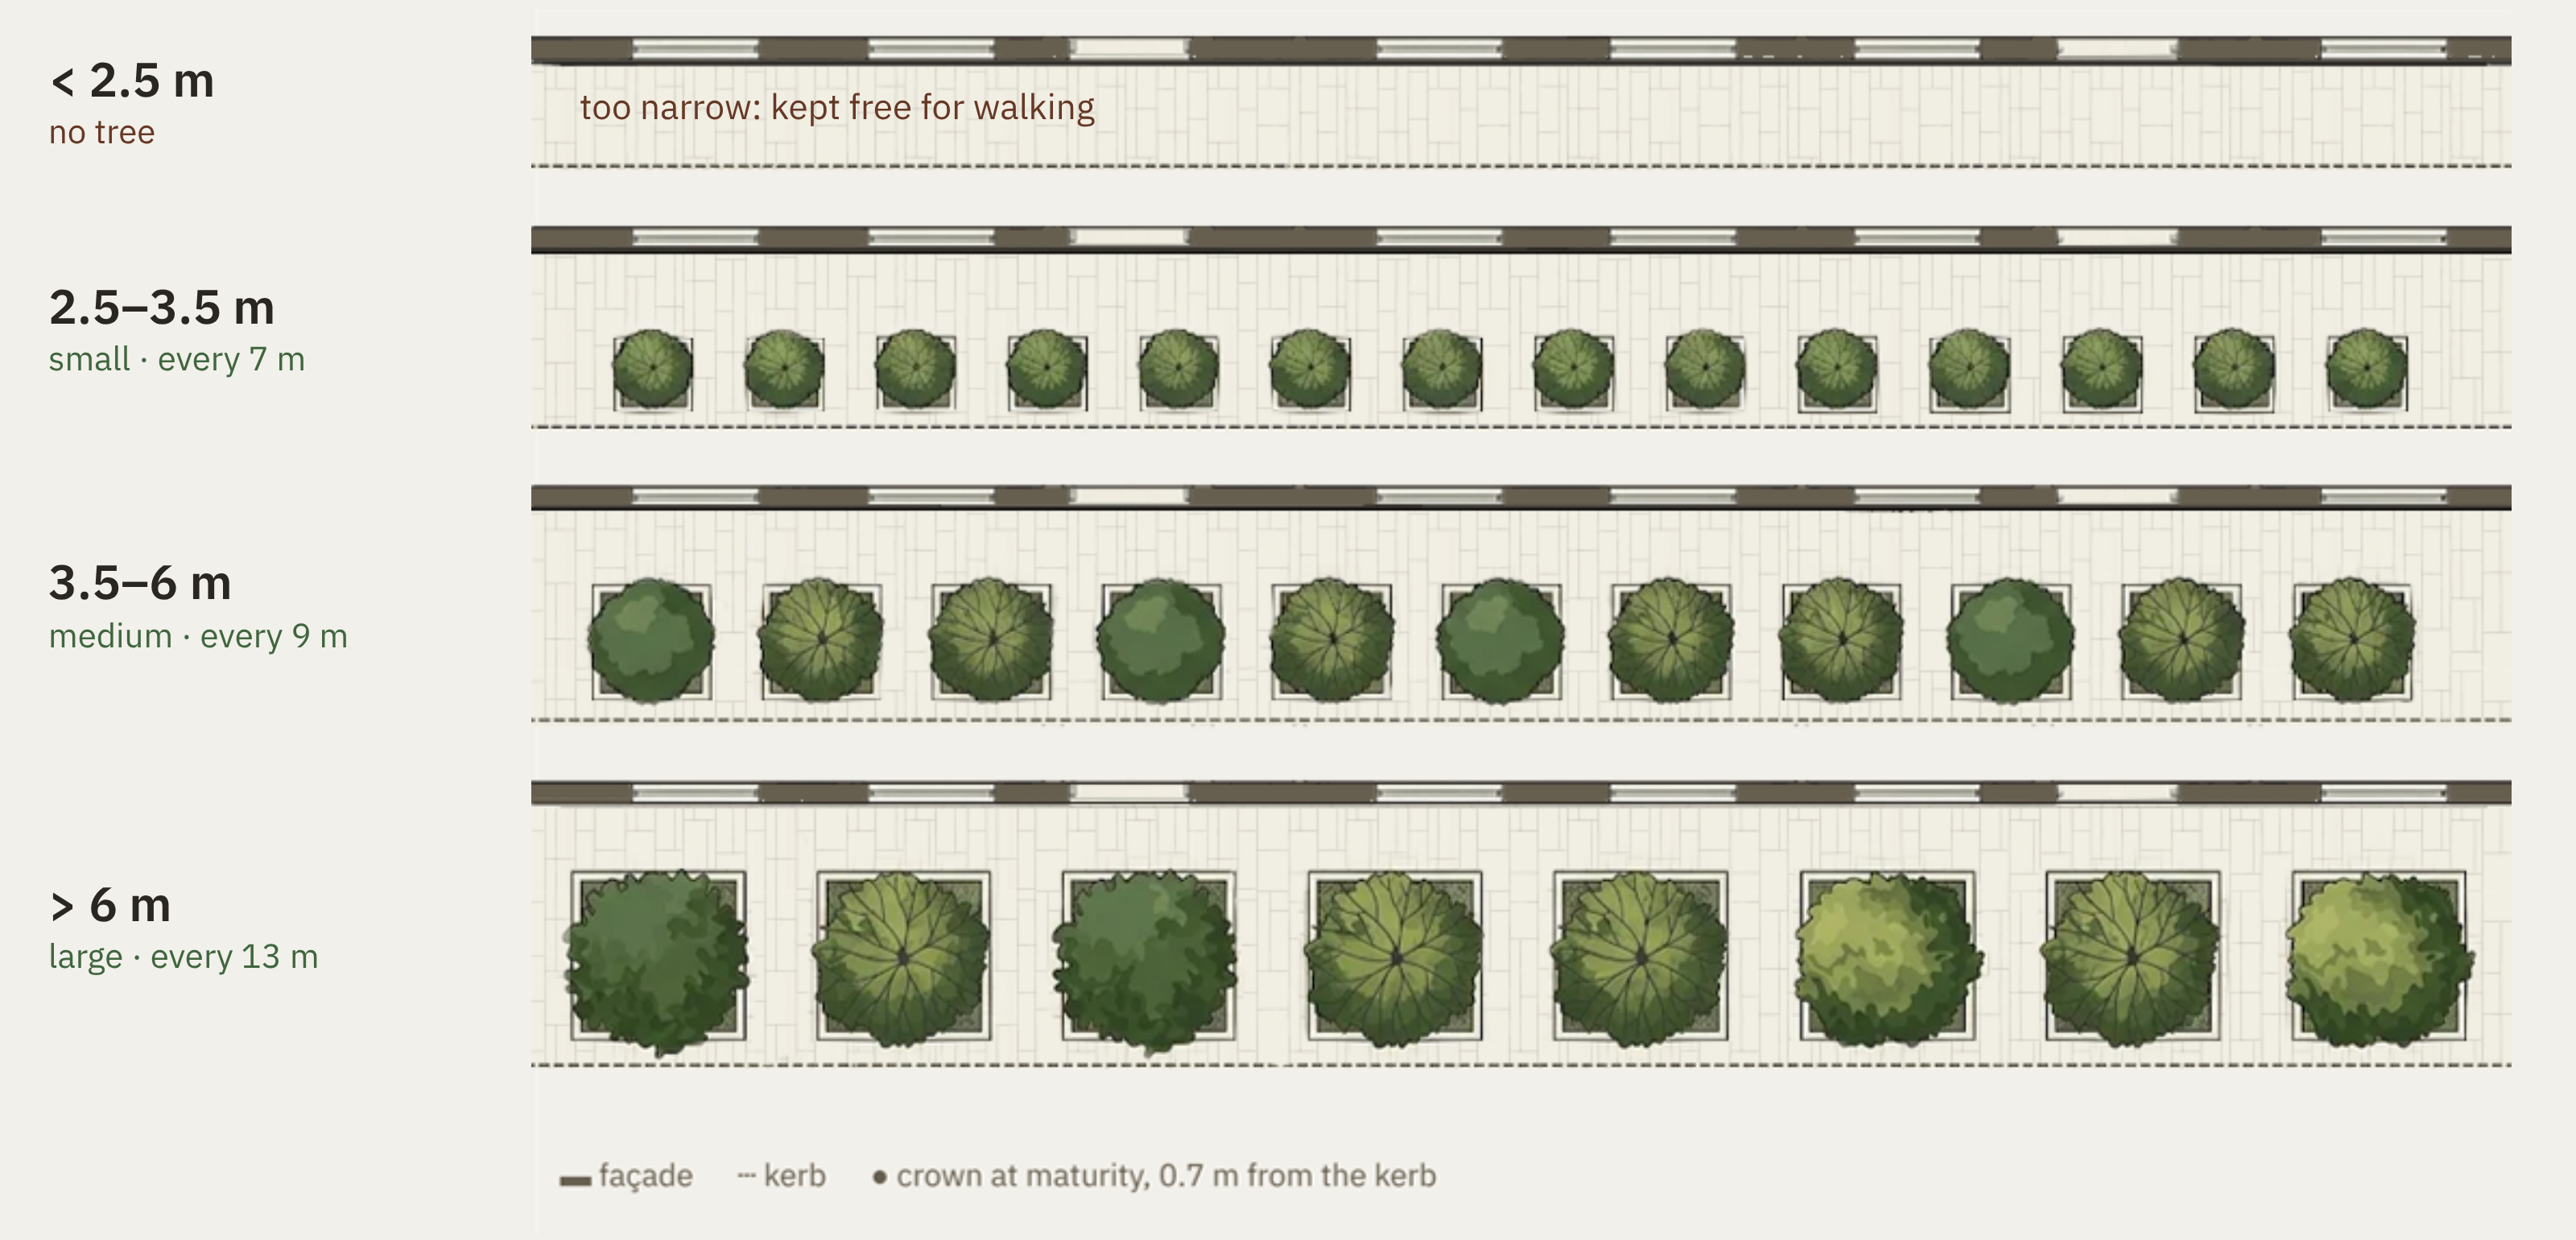 < 2.5 m
no tree
too narrow: kept free for walking
2.5–3.5 m
small · every 7 m
3.5–6 m
medium · every 9 m
> 6 m
large · every 13 m
façade
kerb
crown at maturity, 0.7 m from the kerb